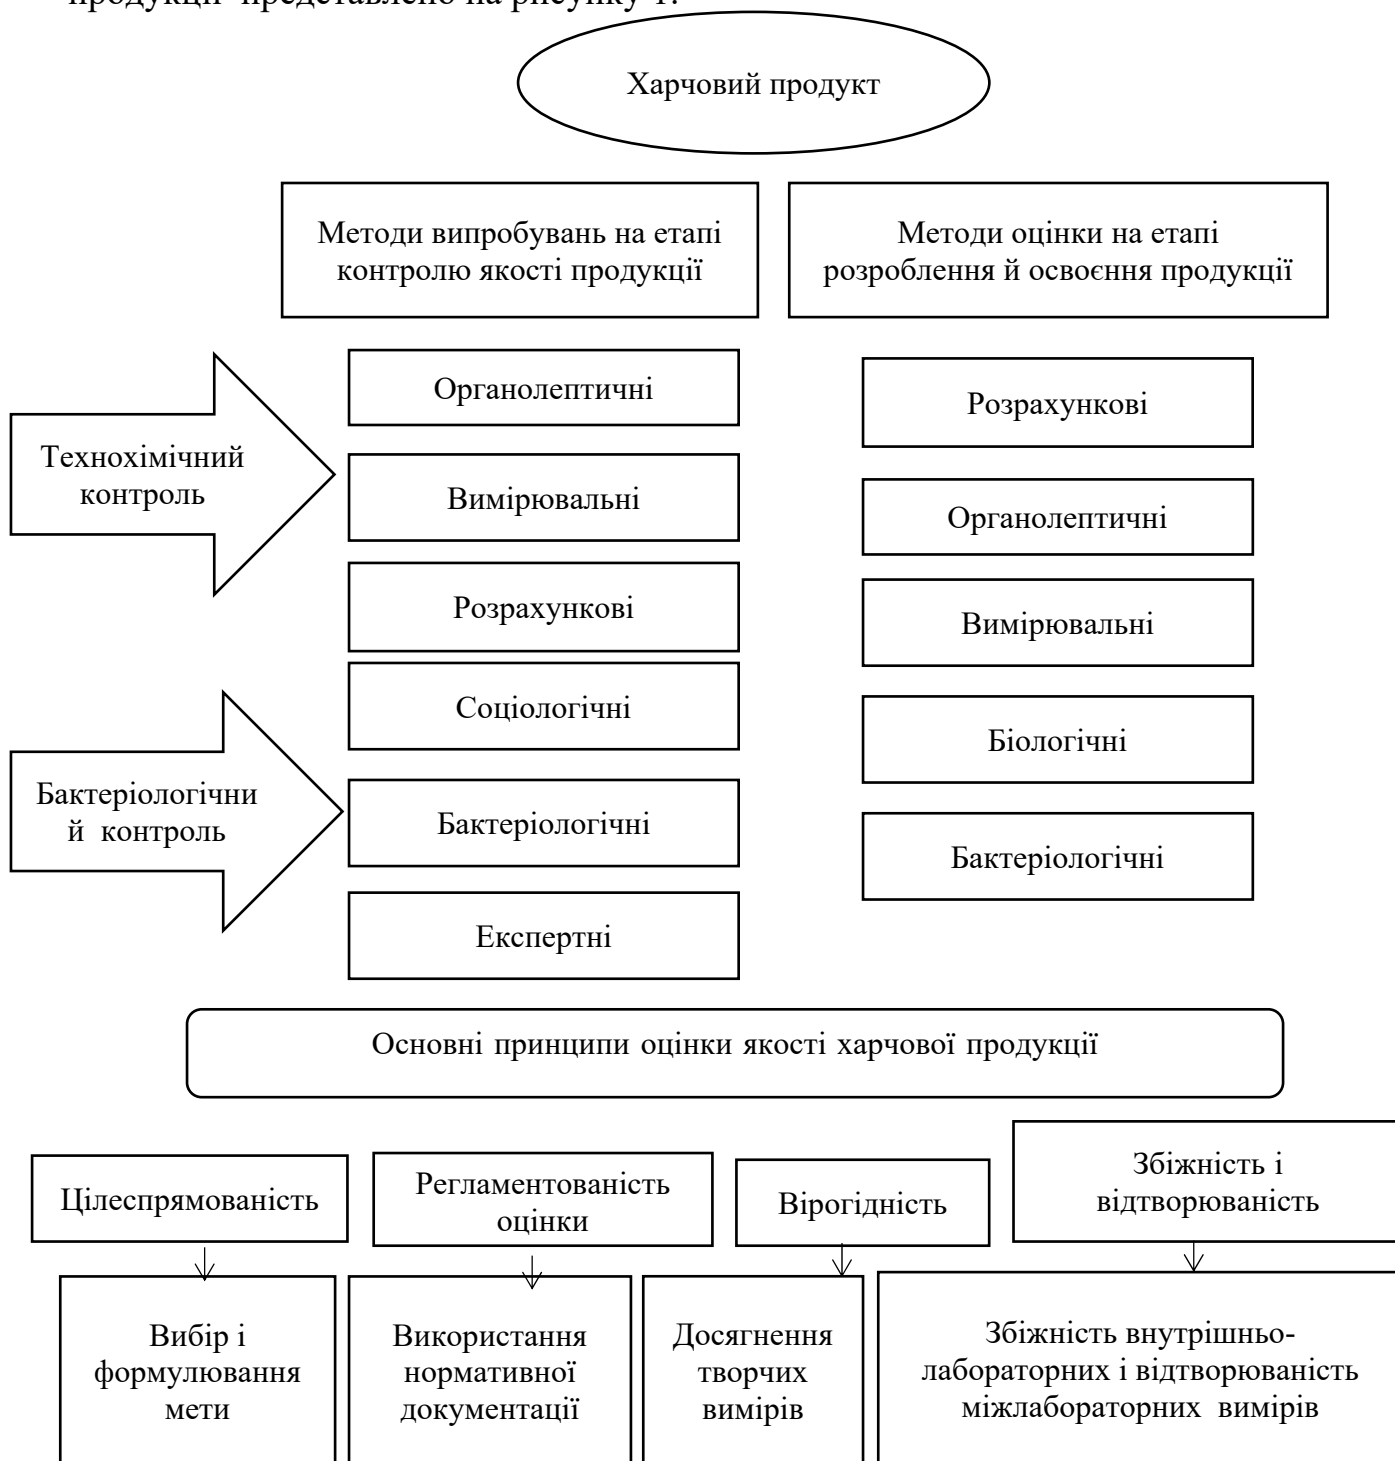 продукції представлено на рисунку 1.
Харчовий продукт
Методи випробувань на етапі
контролю якості продукції
Методи оцінки на етапі
розроблення й освоєння продукції
Технохімічний
контроль
Органолептичні
Вимірювальні
Розрахункові
Соціологічні
Бактеріологічни
й контроль
Бактеріологічні
Експертні
Розрахункові
Органолептичні
Вимірювальні
Біологічні
Бактеріологічні
Основні принципи оцінки якості харчової продукції
Цілеспрямованість
Регламентованість
оцінки
Вірогідність
Збіжність і
відтворюваність
Вибір і
формулювання
мети
Використання
нормативної
документації
Досягнення
творчих
вимірів
Збіжність внутрішньо-
лабораторних і відтворюваність
міжлабораторних вимірів